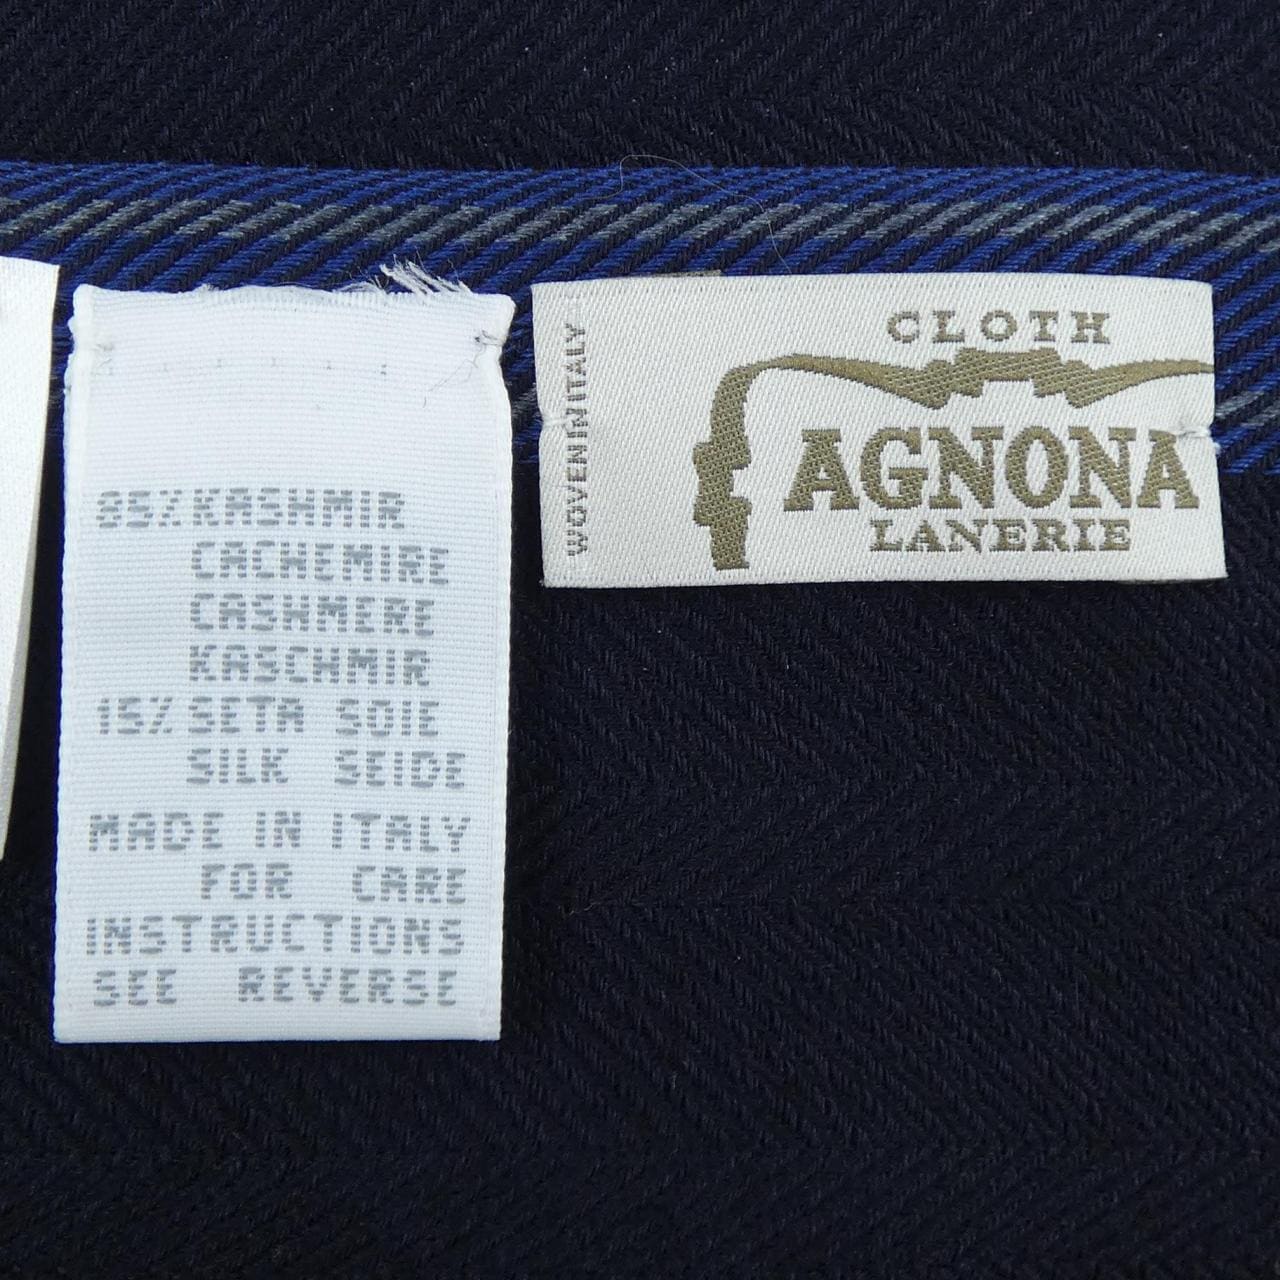 85% KASHMIR
CACHEMIRE
CASHMERE
KASCHMIR
15% SETA SOIE
SILK SEIDE
MADE IN ITALY
FOR CARE
INSTRUCTIONS
SEE REVERSE
WOVEN IN ITALY
CLOTH
AGNONA
LANERIE